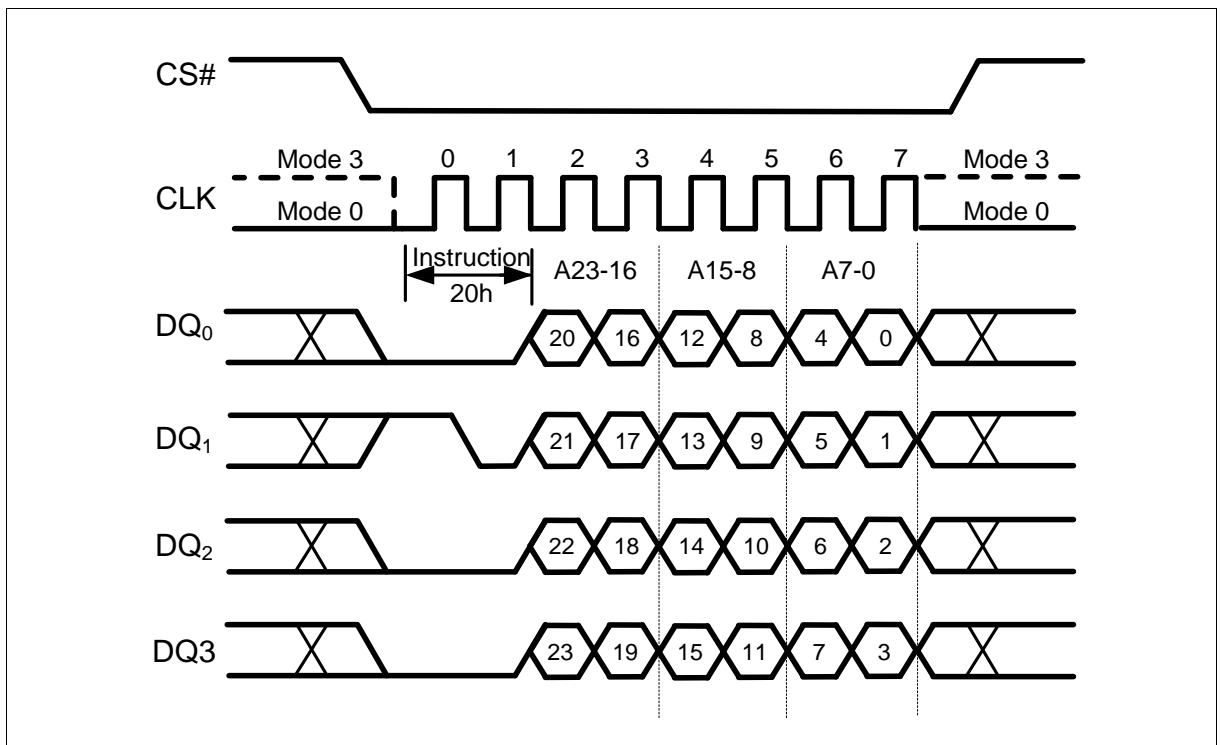 CS#
Mode 3 0 1 2 3 4 5 6 7 Mode 3
CLK
Mode 0 Mode 0
Instruction A23-16 A15-8 A7-0
20h
DQ₀ 20 16 12 8 4 0
DQ₁ 21 17 13 9 5 1
DQ₂ 22 18 14 10 6 2
DQ3 23 19 15 11 7 3